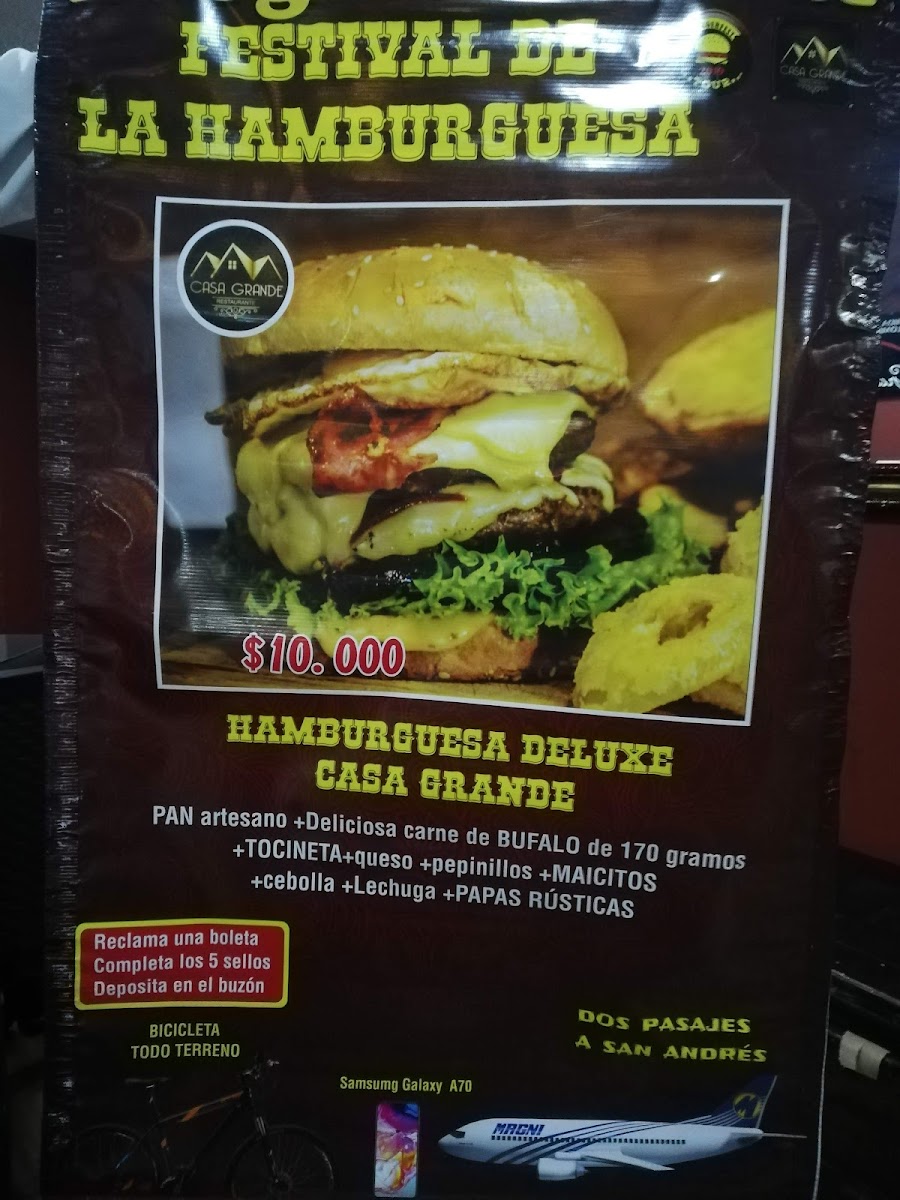 FESTIVAL DE
LA HAMBURGUESA
CASA GRANDE
CASA GRANDE
RESTAURANTE
$10.000
HAMBURGUESA DELUXE
CASA GRANDE
PAN artesano +Deliciosa carne de BUFALO de 170 gramos
+TOCINETA+queso +pepinillos +MAICITOS
+cebolla +Lechuga +PAPAS RÚSTICAS
Reclama una boleta
Completa los 5 sellos
Deposita en el buzón
BICICLETA
TODO TERRENO
DOS PASAJES
A SAN ANDRÉS
Samsumg Galaxy A70
MAGNI